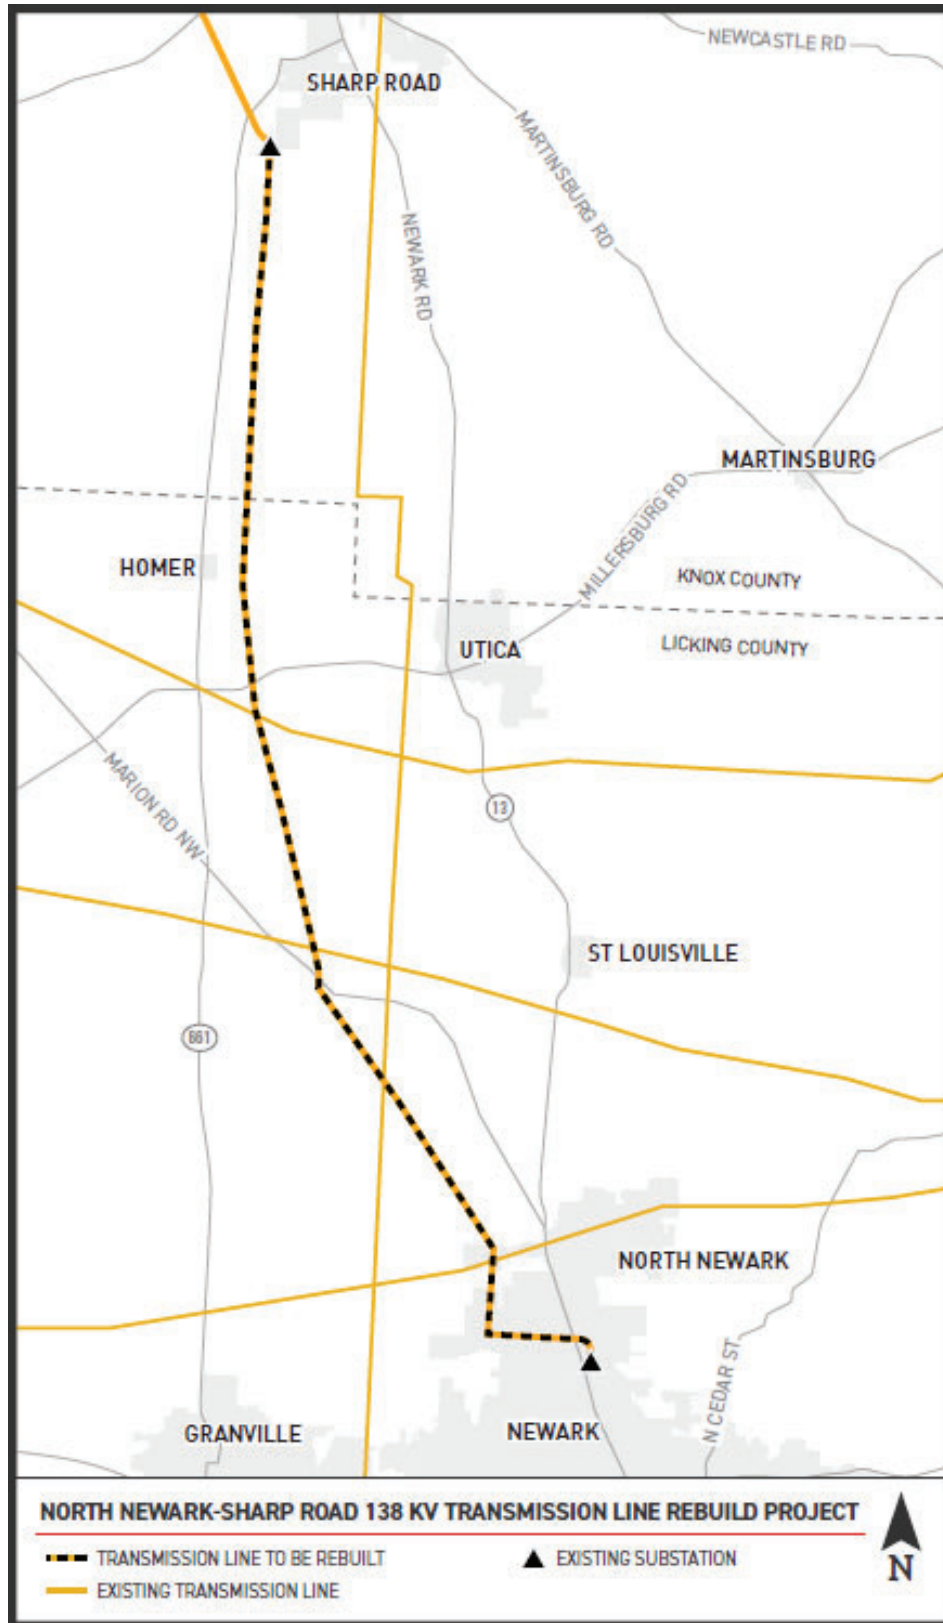 NEWCASTLE RD
SHARP ROAD
MARTINSBURG RD
NEWARK RD
MARTINSBURG
MILLERSBURG RD
HOMER
KNOX COUNTY
UTICA
LICKING COUNTY
MARION RD NW
13
ST LOUISVILLE
661
NORTH NEWARK
N CEDAR ST
GRANVILLE
NEWARK
NORTH NEWARK-SHARP ROAD 138 KV TRANSMISSION LINE REBUILD PROJECT
TRANSMISSION LINE TO BE REBUILT
EXISTING SUBSTATION
EXISTING TRANSMISSION LINE
N